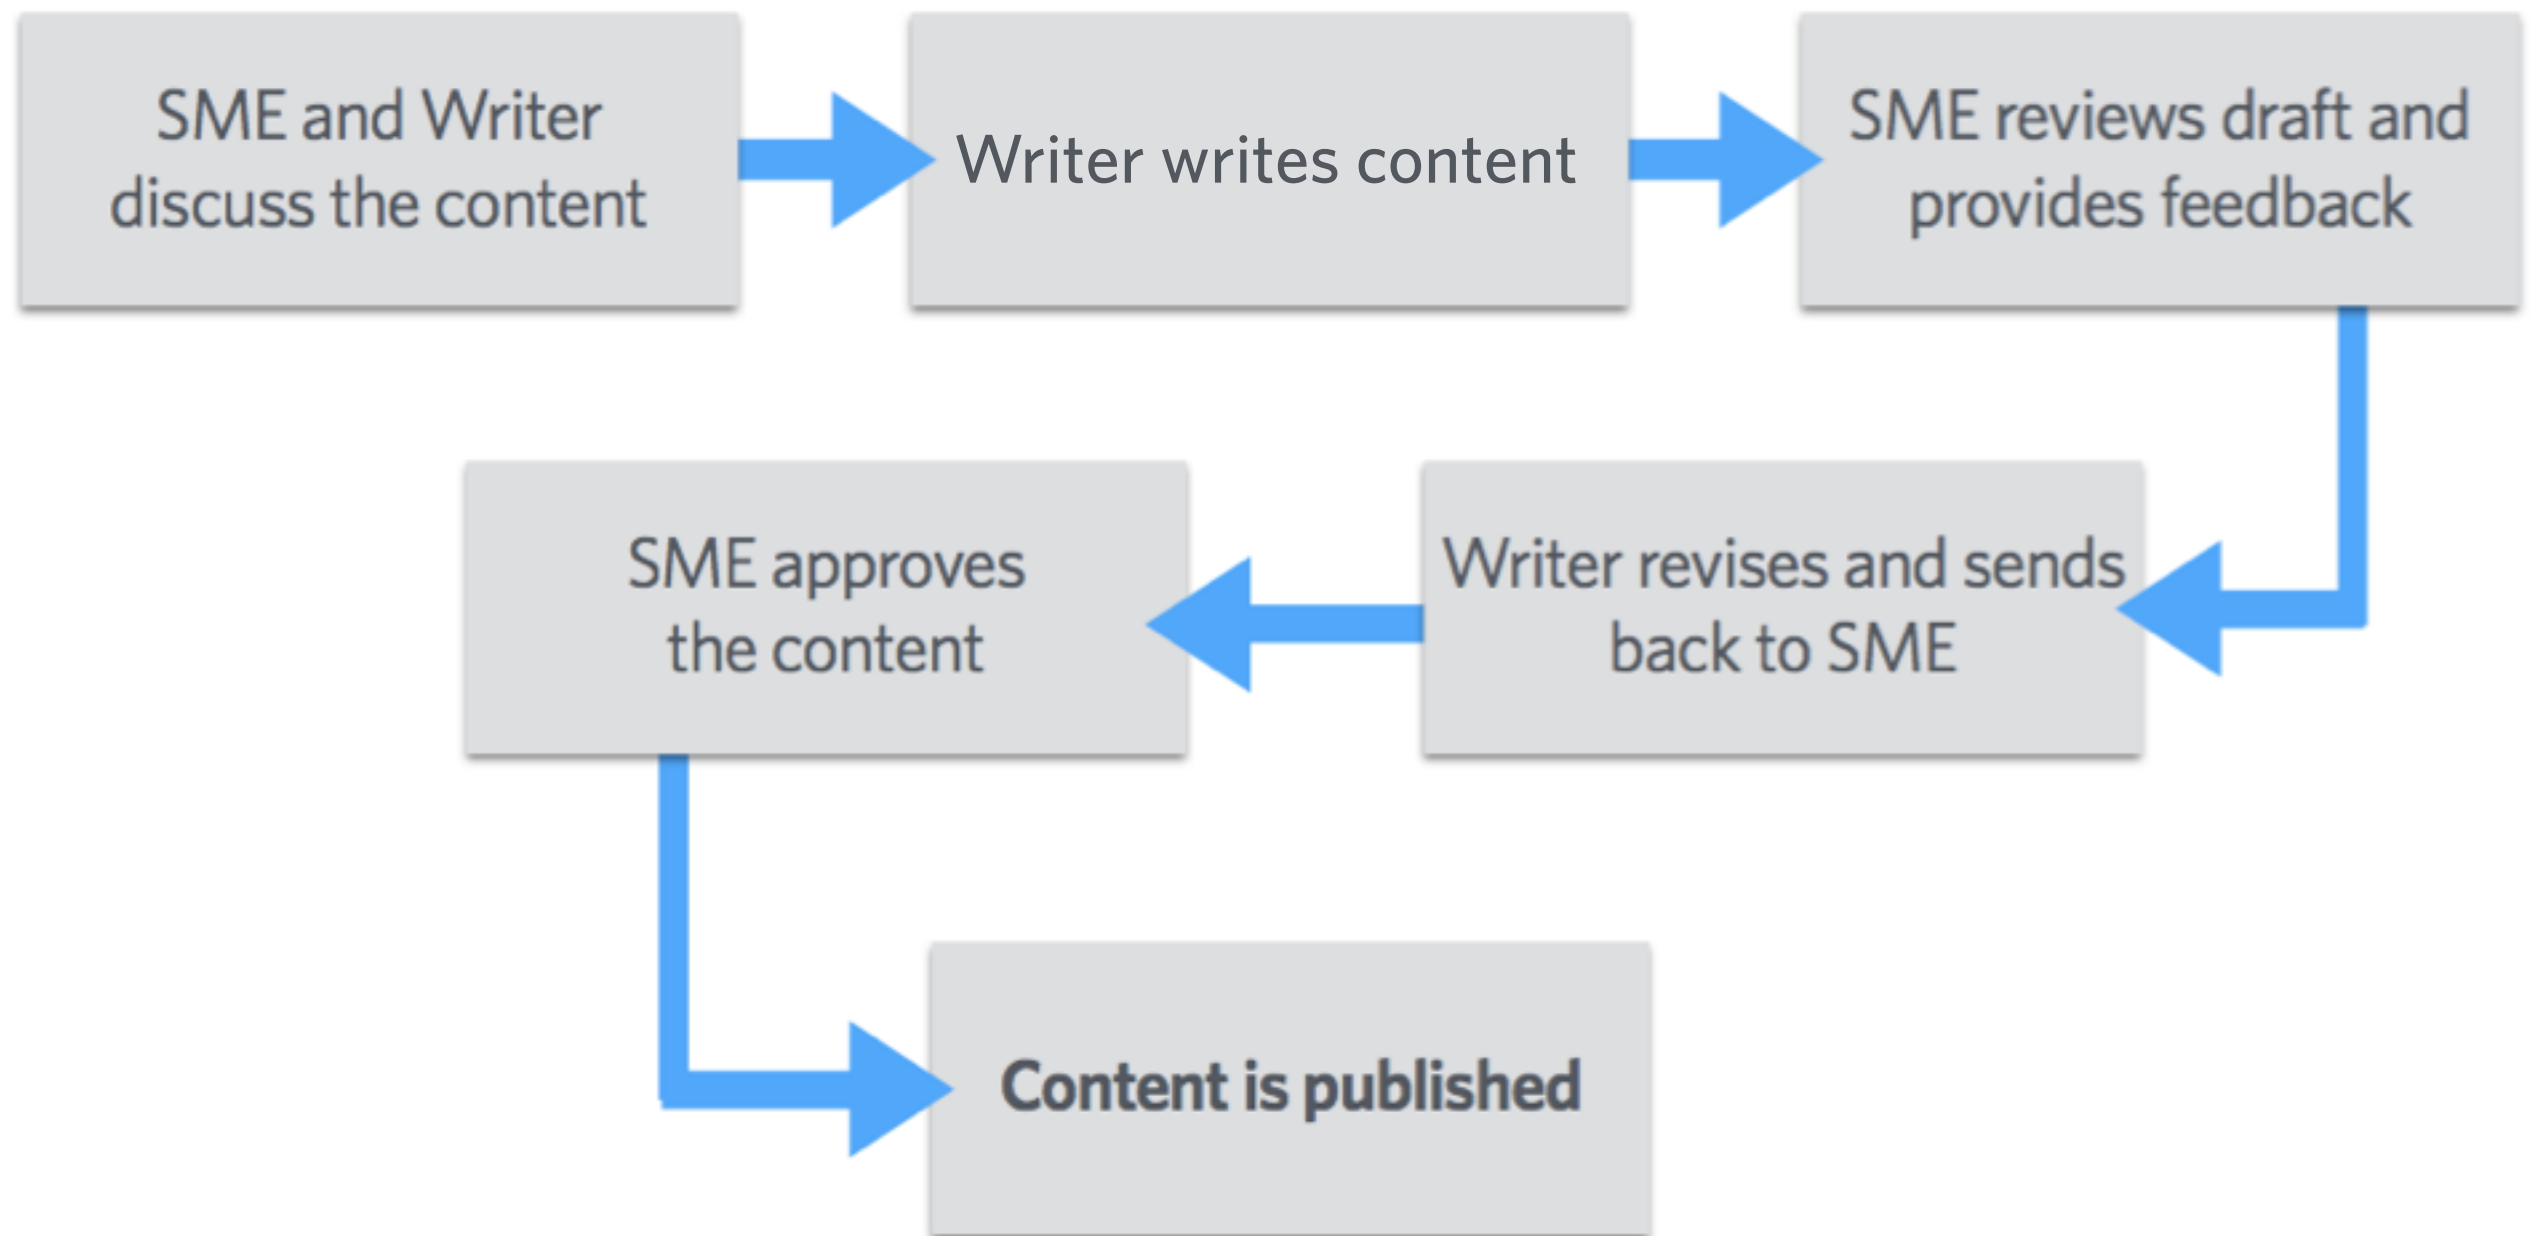 SME and Writer
discuss the content
Writer writes content
SME reviews draft and
provides feedback
Writer revises and sends
back to SME
SME approves
the content
Content is published